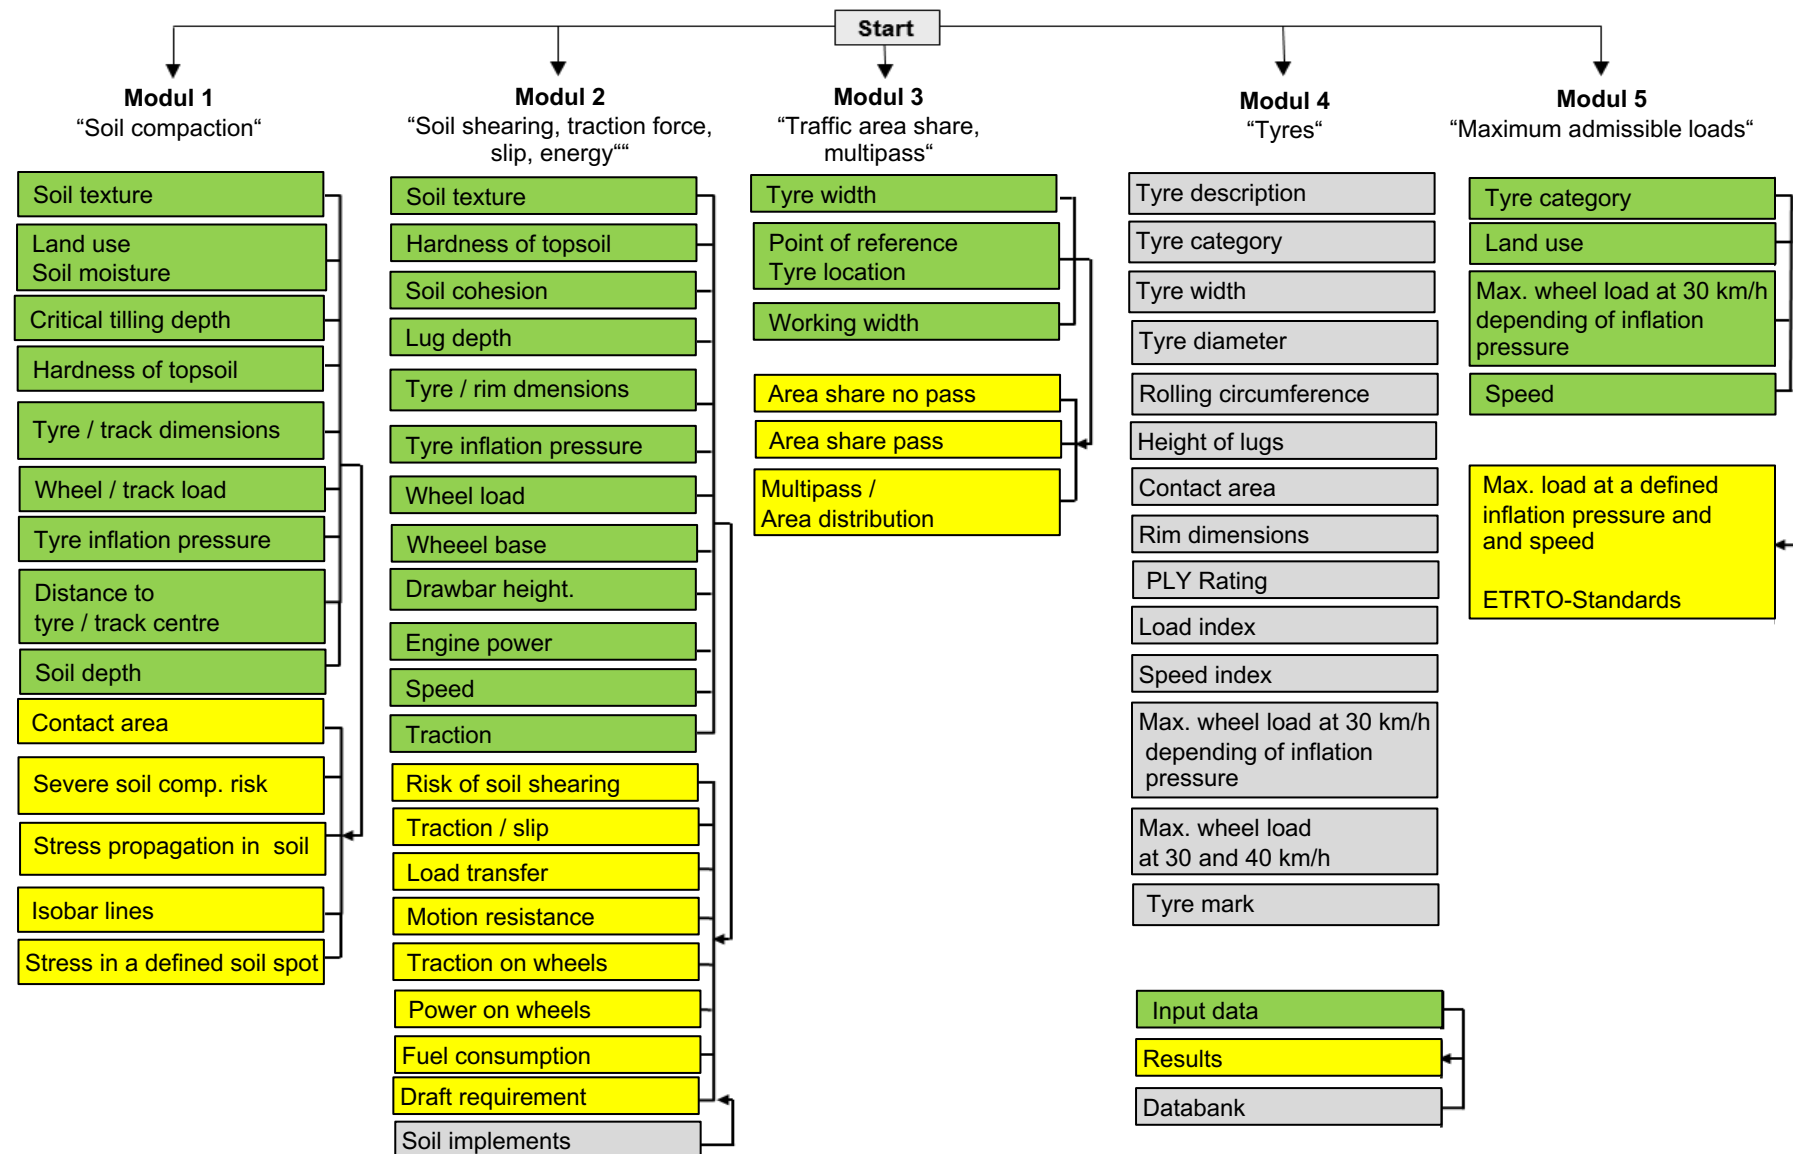 Start
Modul 1
“Soil compaction“
Soil texture
Land use
Soil moisture
Critical tilling depth
Hardness of topsoil
Tyre / track dimensions
Wheel / track load
Tyre inflation pressure
Distance to
tyre / track centre
Soil depth
Contact area
Severe soil comp. risk
Stress propagation in soil
Isobar lines
Stress in a defined soil spot
Modul 2
“Soil shearing, traction force,
slip, energy““
Soil texture
Hardness of topsoil
Soil cohesion
Lug depth
Tyre / rim dmensions
Tyre inflation pressure
Wheel load
Wheeel base
Drawbar height.
Engine power
Speed
Traction
Risk of soil shearing
Traction / slip
Load transfer
Motion resistance
Traction on wheels
Power on wheels
Fuel consumption
Draft requirement
Soil implements
Modul 3
“Traffic area share,
multipass“
Tyre width
Point of reference
Tyre location
Working width
Area share no pass
Area share pass
Multipass /
Area distribution
Modul 4
“Tyres“
Tyre description
Tyre category
Tyre width
Tyre diameter
Rolling circumference
Height of lugs
Contact area
Rim dimensions
PLY Rating
Load index
Speed index
Max. wheel load at 30 km/h
depending of inflation
pressure
Max. wheel load
at 30 and 40 km/h
Tyre mark
Modul 5
“Maximum admissible loads“
Tyre category
Land use
Max. wheel load at 30 km/h
depending of inflation
pressure
Speed
Max. load at a defined
inflation pressure and
and speed
ETRTO-Standards
Input data
Results
Databank